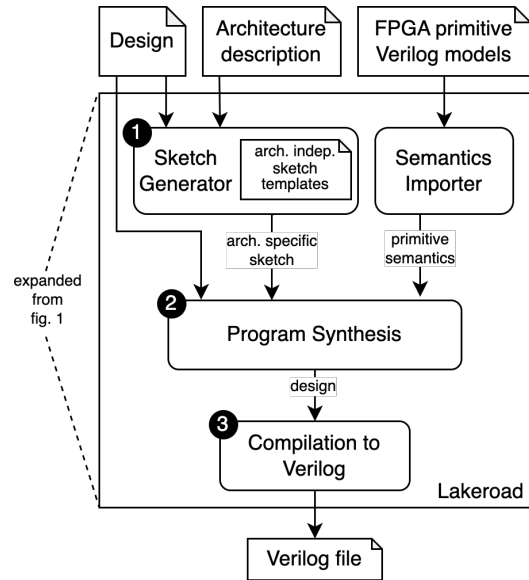 Design
Architecture
description
FPGA primitive
Verilog models
1
Sketch
Generator
arch. indep.
sketch
templates
Semantics
Importer
arch. specific
sketch
primitive
semantics
expanded
from
fig. 1
2
Program Synthesis
design
3
Compilation to
Verilog
Lakeroad
Verilog file